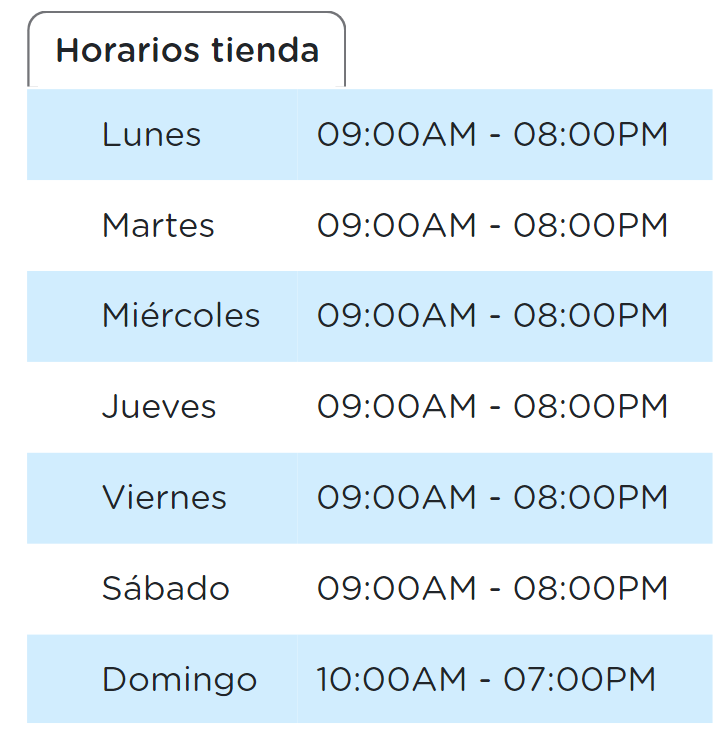 Horarios tienda
Lunes 09:00AM - 08:00PM
Martes 09:00AM - 08:00PM
Miércoles 09:00AM - 08:00PM
Jueves 09:00AM - 08:00PM
Viernes 09:00AM - 08:00PM
Sábado 09:00AM - 08:00PM
Domingo 10:00AM - 07:00PM